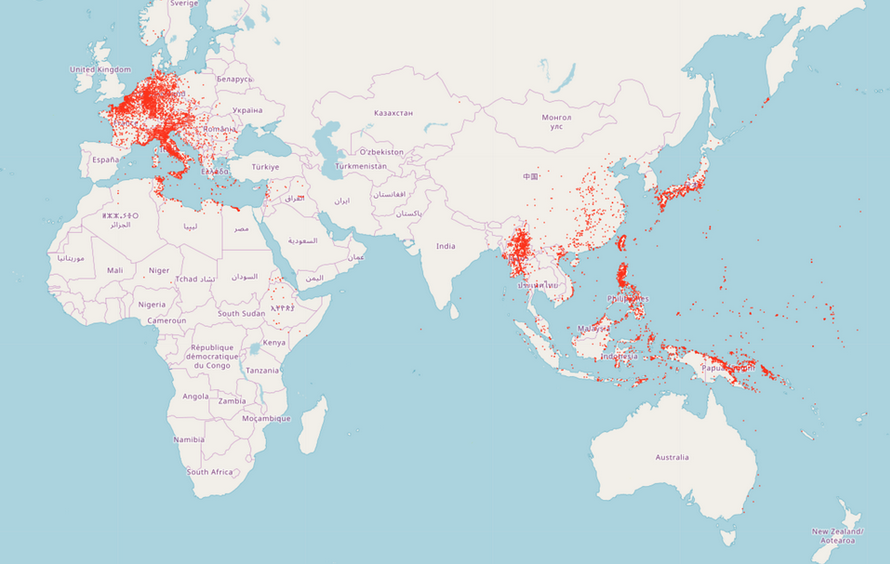 Sverige
United Kingdom
Беларусь
Україна
România
España
Ελλάδα
Türkiye
Казахстан
Монгол
улс
O'zbekiston
Türkmenistan
中国
افغانستان
ایران
پاکستان
العراق
السعودية
عمان
اليمن
مصر
ليبيا
ⵍⵣⵣⴰⵢⴻⵔ
الجزائر
موريتانيا
Mali
Niger
Tchad تشاد
السودان
Nigeria
Cameroun
South Sudan
Kenya
République
démocratique
du Congo
Tanzania
Angola
Zambia
Moçambique
Namibia
South Africa
India
ประเทศไทย
Philippines
Malaysia
Indonesia
Australia
New Zealand/
Aotearoa